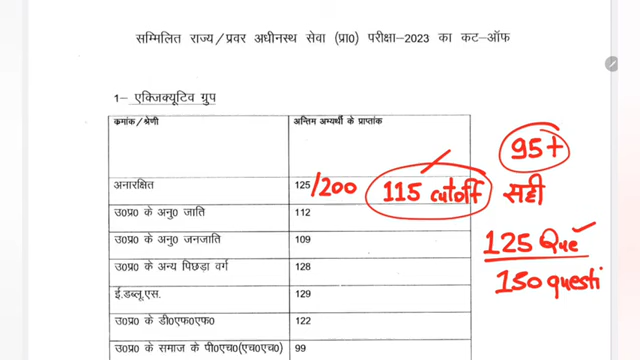 सम्मिलित राज्य/प्रवर अधीनस्थ सेवा (प्रा0) परीक्षा-2023 का कट-ऑफ
1- एक्जिक्यूटिव ग्रुप
क्रमांक/श्रेणी अन्तिम अभ्यर्थी के प्राप्तांक
95+
अनारक्षित 125/200 115 cutoff सही
उ0प्र0 के अनु0 जाति 112
125 Que
उ0प्र0 के अनु0 जनजाति 109
150 questi
उ0प्र0 के अन्य पिछड़ा वर्ग 128
ई.डब्लू.एस. 129
उ0प्र0 के डी0एफ0एफ0 122
उ0प्र0 के समाज के पी0एच0(एच0एच0) 99